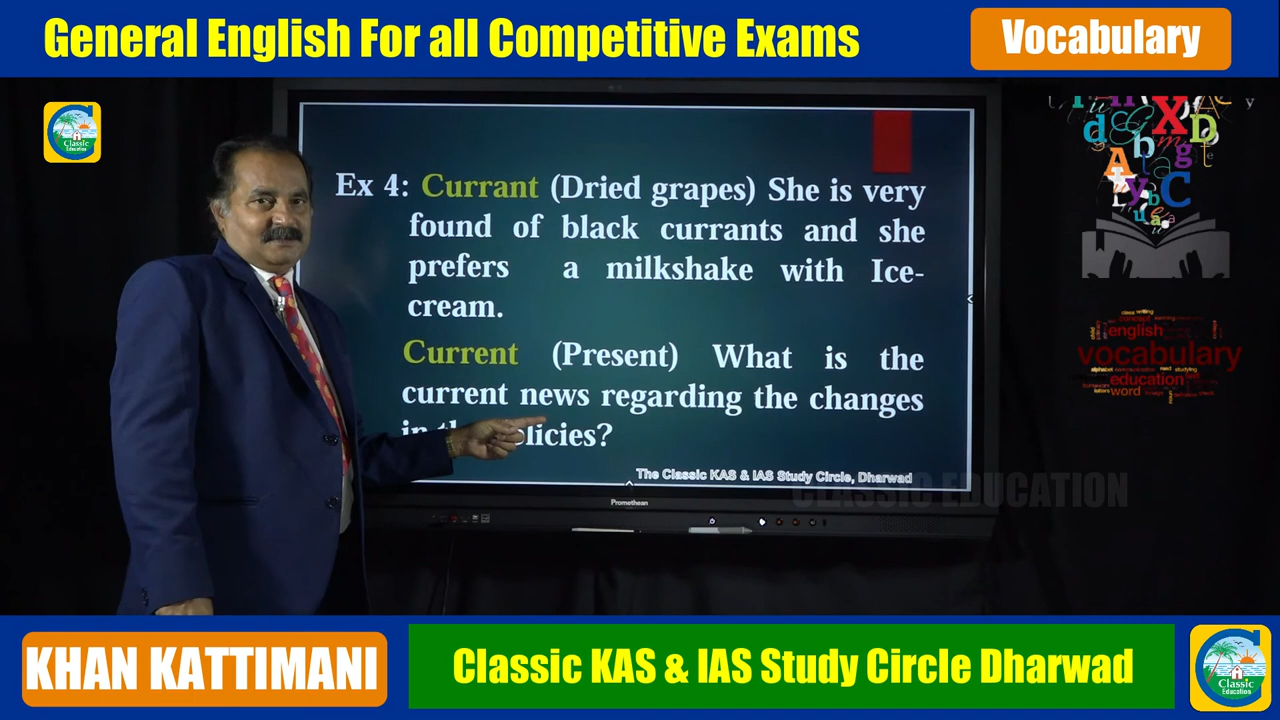 General English For all Competitive Exams
Vocabulary
Classic
Education
Ex 4: Currant (Dried grapes) She is very
found of black currants and she
prefers a milkshake with Ice-
cream.
Current (Present) What is the
current news regarding the changes
in
The Classic KAS & IAS Study Circle, Dharwad
CLASSIC EDUCATION
Promethean
english
vocabulary
education
word
KHAN KATTIMANI
Classic KAS & IAS Study Circle Dharwad
Classic
Education